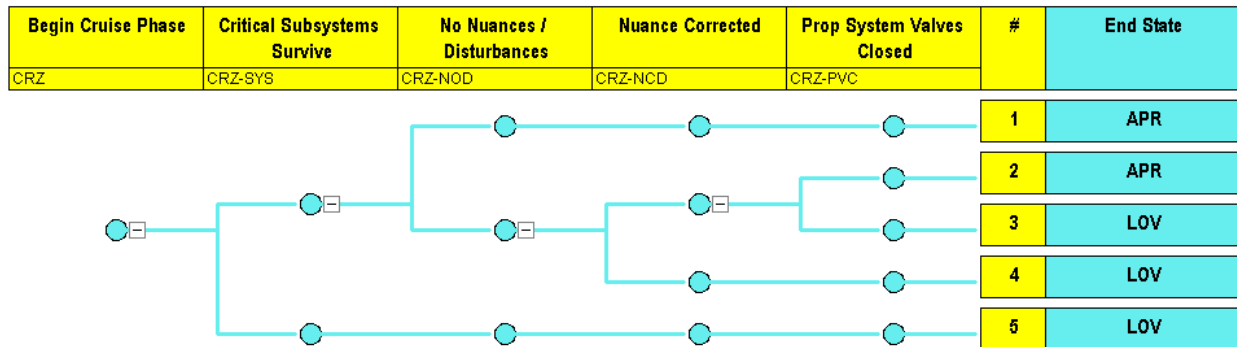 Begin Cruise Phase
Critical Subsystems
Survive
No Nuances /
Disturbances
Nuance Corrected
Prop System Valves
Closed
#
End State
CRZ
CRZ-SYS
CRZ-NOD
CRZ-NCD
CRZ-PVC
1 APR
2 APR
3 LOV
4 LOV
5 LOV